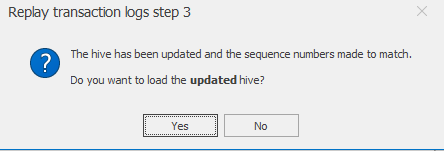 Replay transaction logs step 3
The hive has been updated and the sequence numbers made to match.
Do you want to load the updated hive?
Yes
No